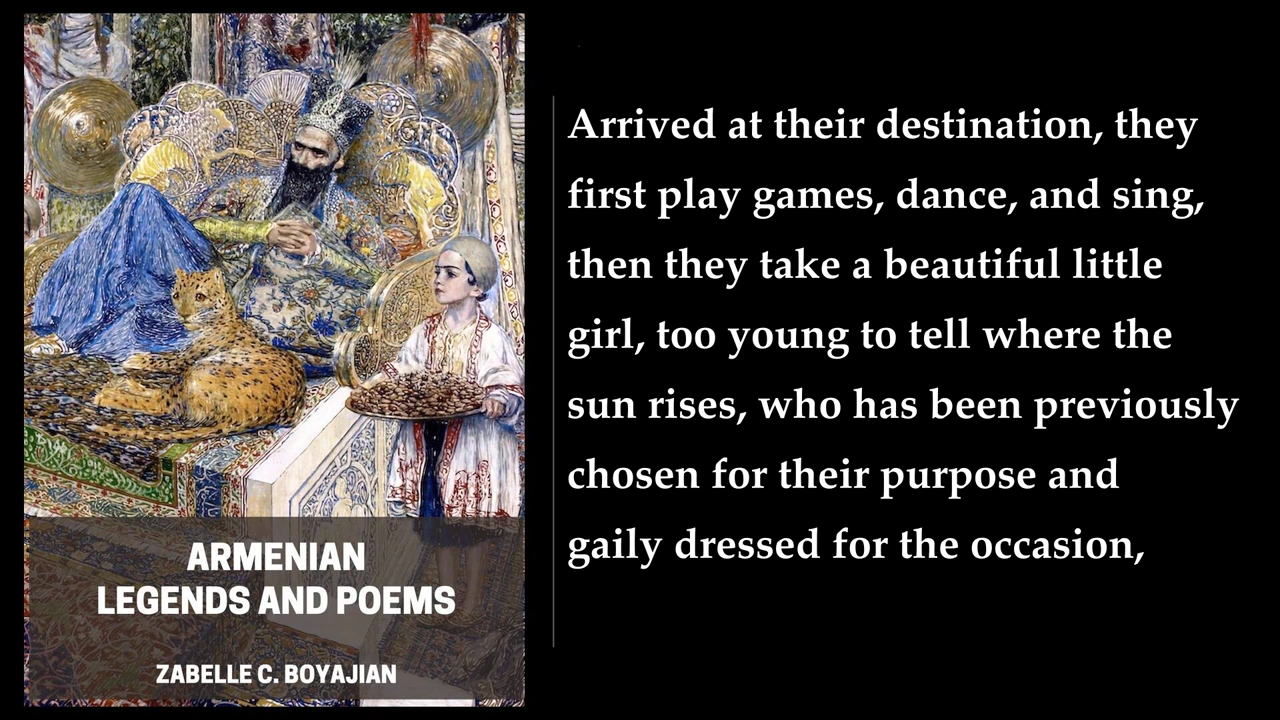 ARMENIAN
LEGENDS AND POEMS
ZABELLE C. BOYAJIAN
Arrived at their destination, they
first play games, dance, and sing,
then they take a beautiful little
girl, too young to tell where the
sun rises, who has been previously
chosen for their purpose and
gaily dressed for the occasion,